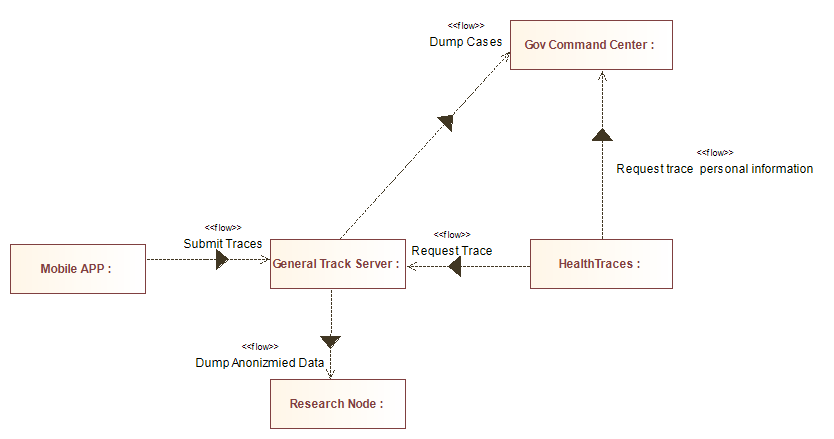 <<flow>>
Dump Cases
Gov Command Center :
<<flow>>
Request trace  personal information
<<flow>>
Submit Traces
<<flow>>
Request Trace
Mobile APP :
General Track Server :
HealthTraces :
<<flow>>
Dump Anonizmied Data
Research Node :